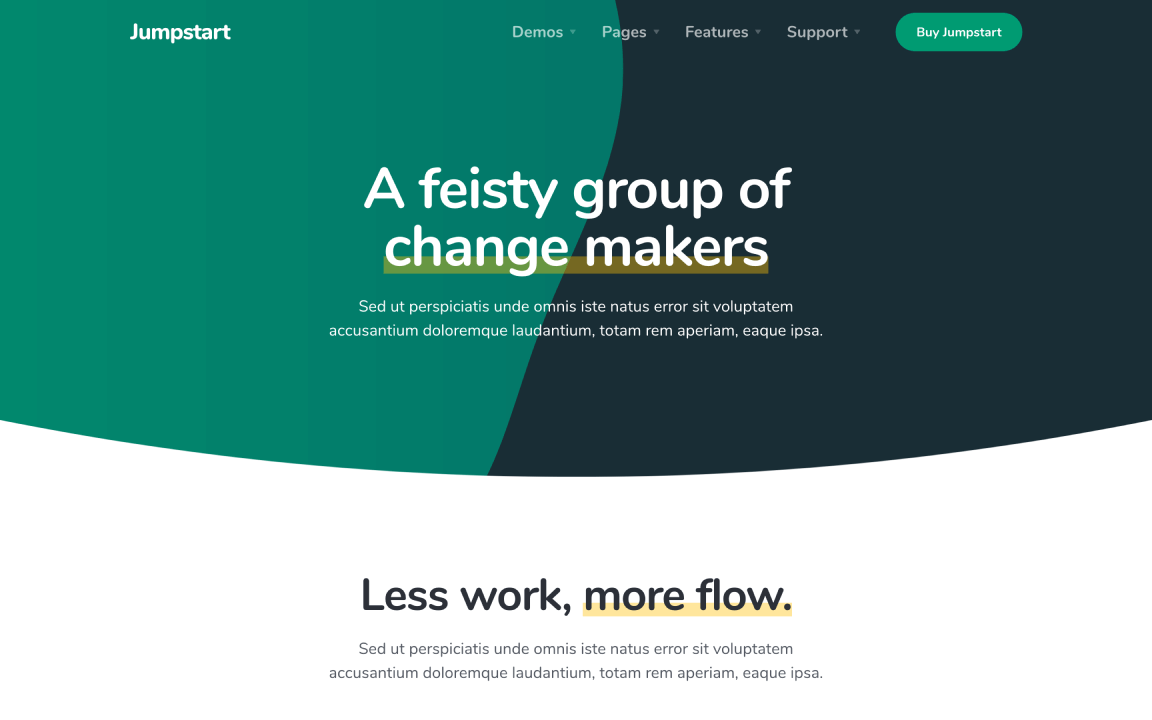 Jumpstart
Demos
Pages
Features
Support
Buy Jumpstart
A feisty group of
change makers
Sed ut perspiciatis unde omnis iste natus error sit voluptatem
accusantium doloremque laudantium, totam rem aperiam, eaque ipsa.
Less work, more flow.
Sed ut perspiciatis unde omnis iste natus error sit voluptatem
accusantium doloremque laudantium, totam rem aperiam, eaque ipsa.